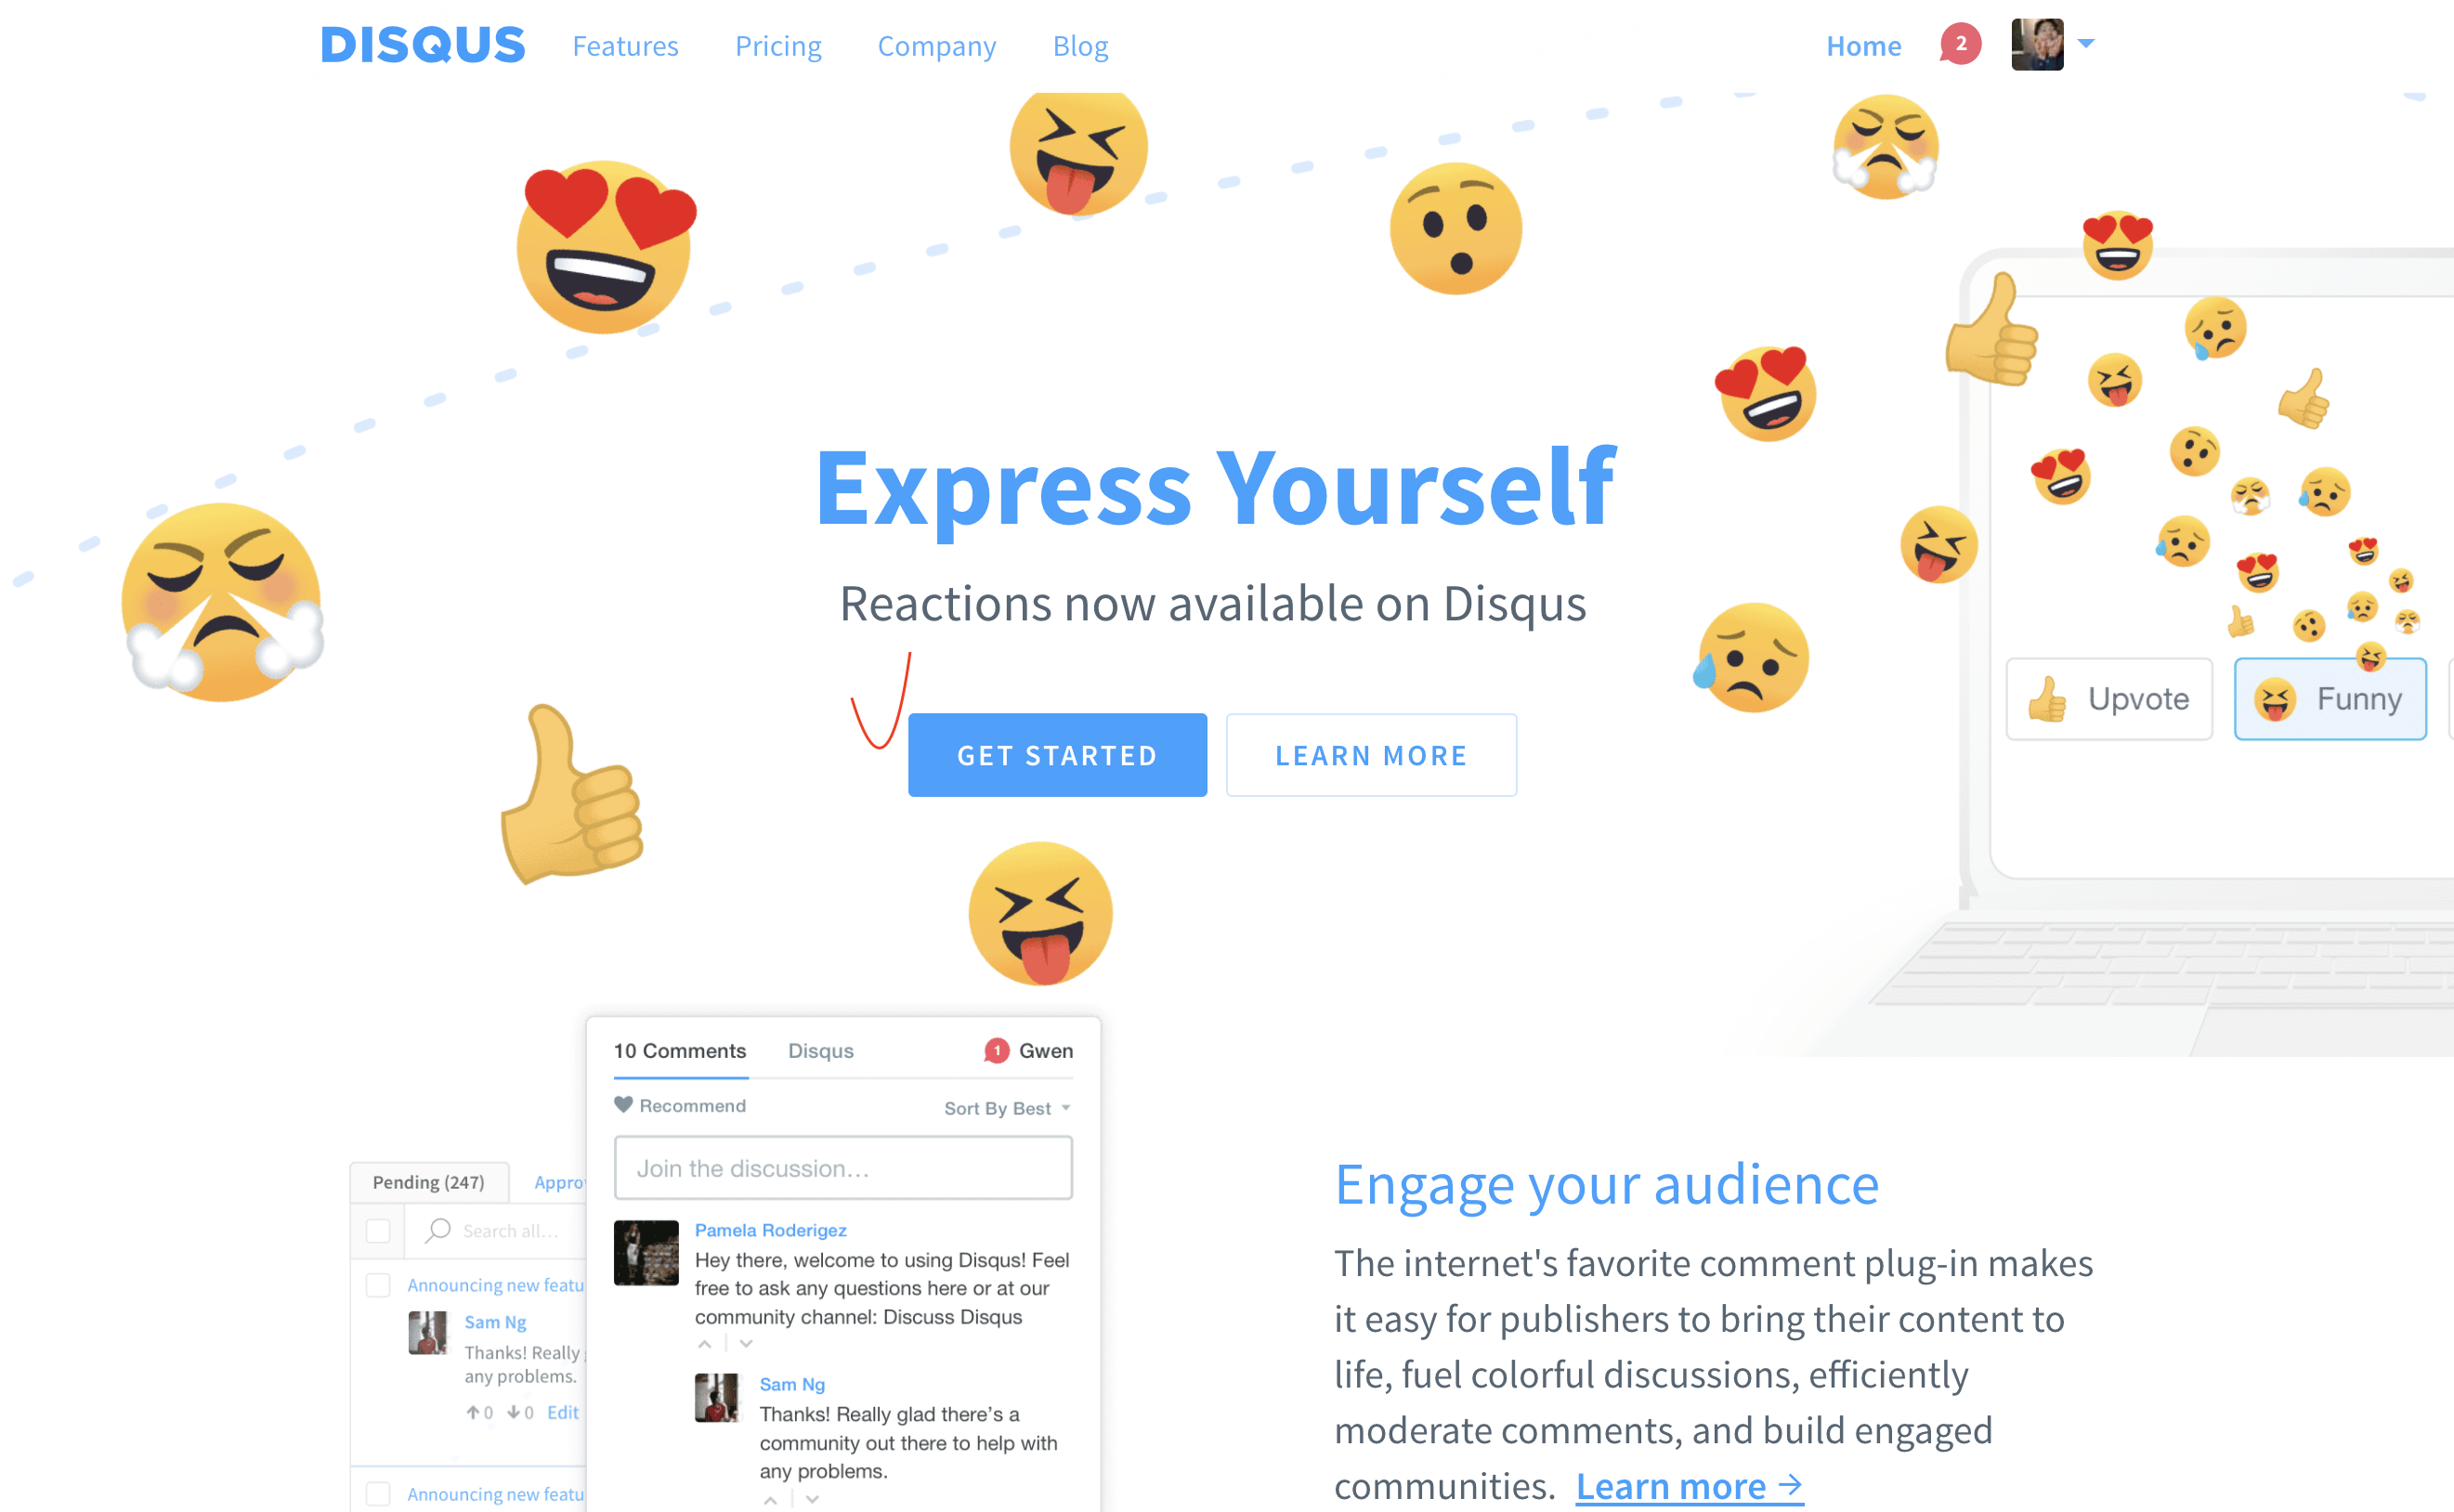 DISQUS Features Pricing Company Blog Home 2
Express Yourself
Reactions now available on Disqus
GET STARTED LEARN MORE
Upvote Funny
10 Comments Disqus 1 Gwen
Recommend Sort By Best
Join the discussion...
Pamela Roderigez
Hey there, welcome to using Disqus! Feel
free to ask any questions here or at our
community channel: Discuss Disqus
Sam Ng
Thanks! Really glad there's a
community out there to help with
any problems.
Pending (247) Approv
Search all...
Announcing new featu
Sam Ng
Thanks! Really
any problems.
0 0 Edit
Announcing new featu
Engage your audience
The internet's favorite comment plug-in makes
it easy for publishers to bring their content to
life, fuel colorful discussions, efficiently
moderate comments, and build engaged
communities. Learn more →